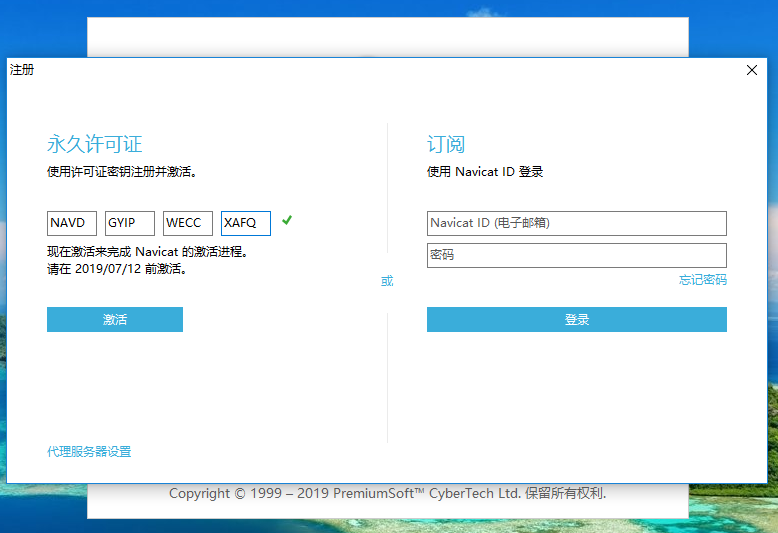 注册
永久许可证
使用许可证密钥注册并激活。
NAVD GYIP WECC XAFQ
现在激活来完成 Navicat 的激活进程。
请在 2019/07/12 前激活。
激活
代理服务器设置
或
订阅
使用 Navicat ID 登录
Navicat ID (电子邮箱)
密码
忘记密码
登录
Copyright © 1999 – 2019 PremiumSoft™ CyberTech Ltd. 保留所有权利.